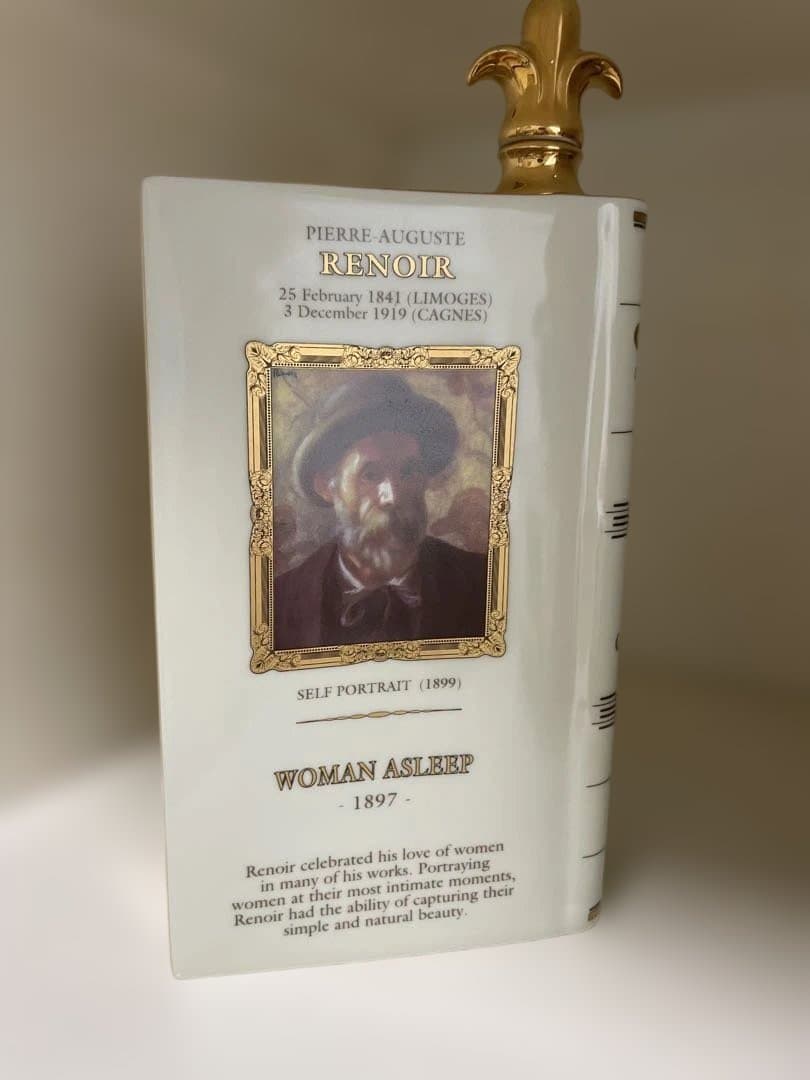 PIERRE-AUGUSTE
RENOIR
25 February 1841 (LIMOGES)
3 December 1919 (CAGNES)
SELF PORTRAIT (1899)
WOMAN ASLEEP
- 1897 -
Renoir celebrated his love of women
in many of his works. Portraying
women at their most intimate moments,
Renoir had the ability of capturing their
simple and natural beauty.